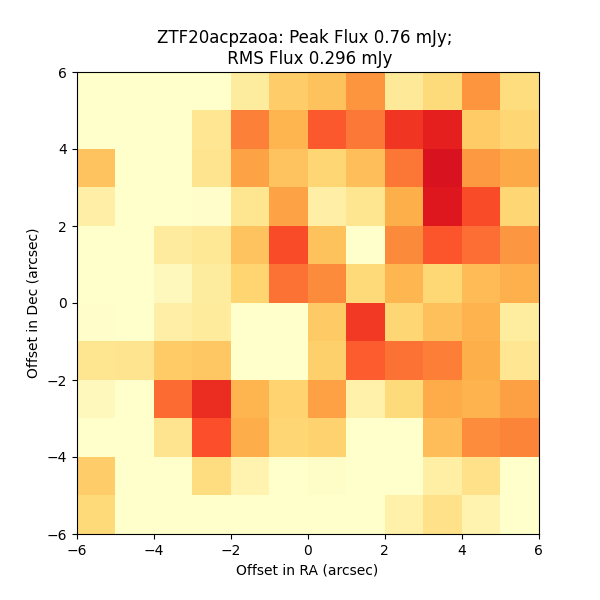 ZTF20acpzaoa: Peak Flux 0.76 mJy;
RMS Flux 0.296 mJy
6
4
2
0
−2
−4
−6
Offset in Dec (arcsec)
−6 −4 −2 0 2 4 6
Offset in RA (arcsec)